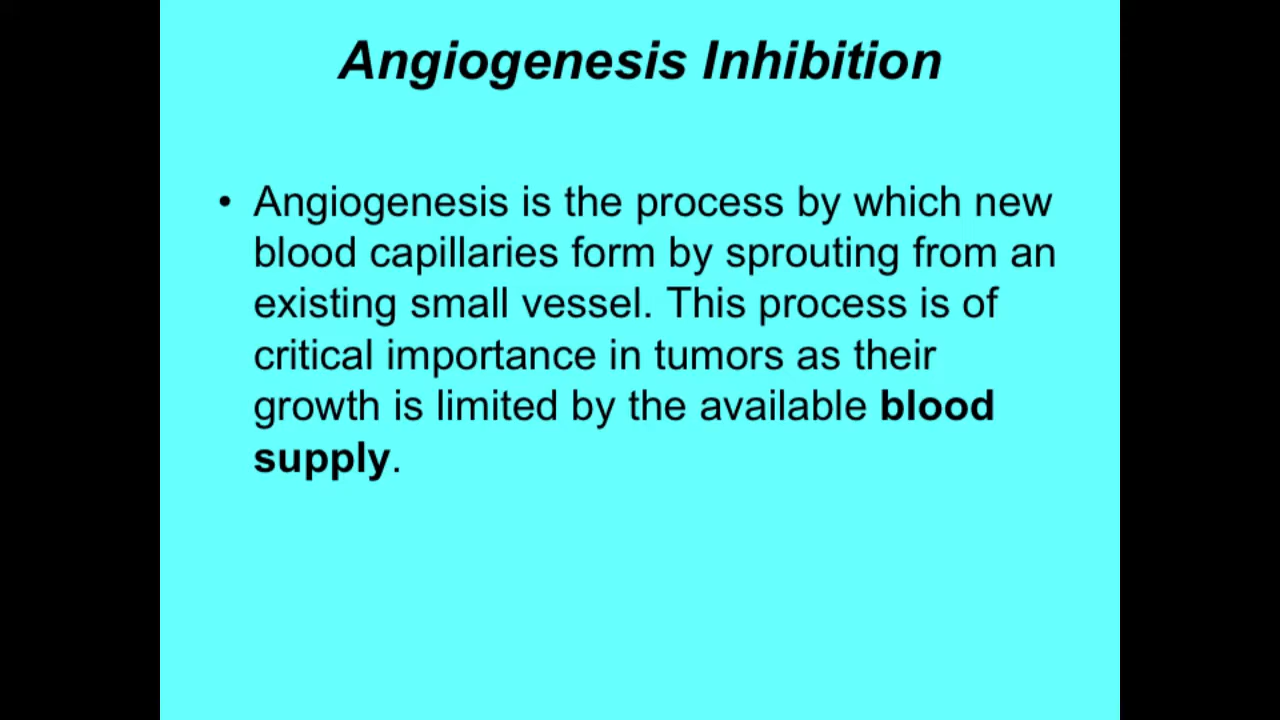 Angiogenesis Inhibition
• Angiogenesis is the process by which new
blood capillaries form by sprouting from an
existing small vessel. This process is of
critical importance in tumors as their
growth is limited by the available blood
supply.